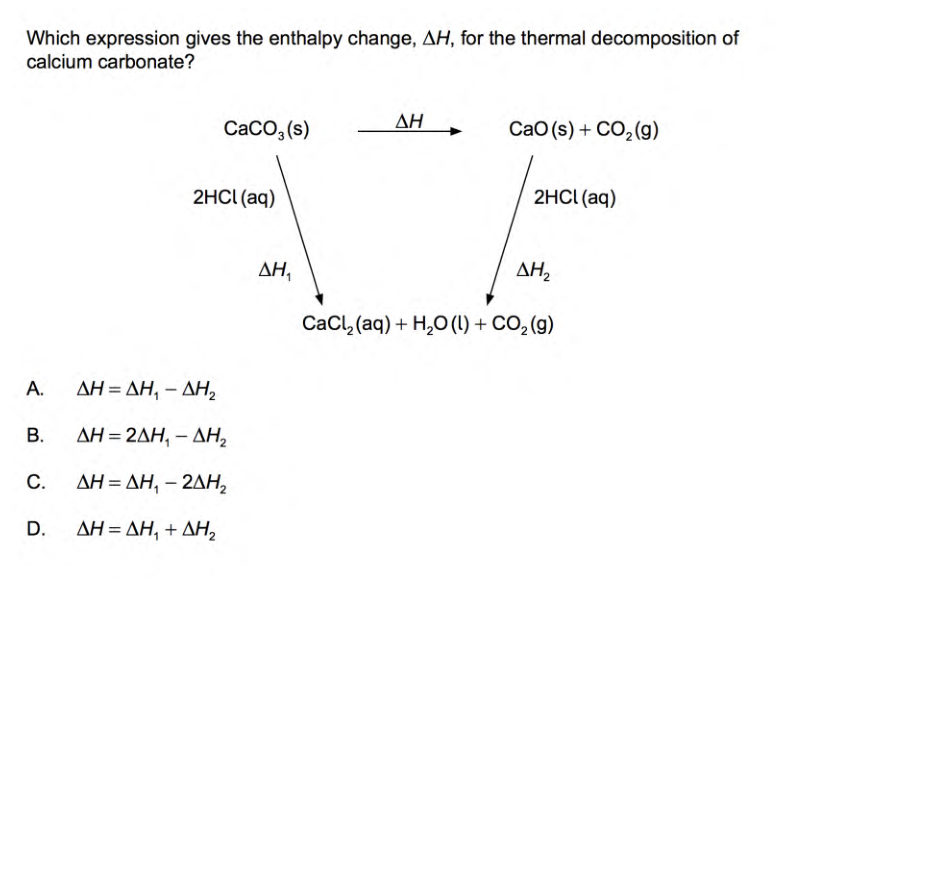 Which expression gives the enthalpy change, ΔH, for the thermal decomposition of
calcium carbonate?
CaCO₃(s) ΔH CaO(s) + CO₂(g)
2HCl(aq) 2HCl(aq)
ΔH₁ ΔH₂
CaCl₂(aq) + H₂O(l) + CO₂(g)
A. ΔH = ΔH₁ − ΔH₂
B. ΔH = 2ΔH₁ − ΔH₂
C. ΔH = ΔH₁ − 2ΔH₂
D. ΔH = ΔH₁ + ΔH₂